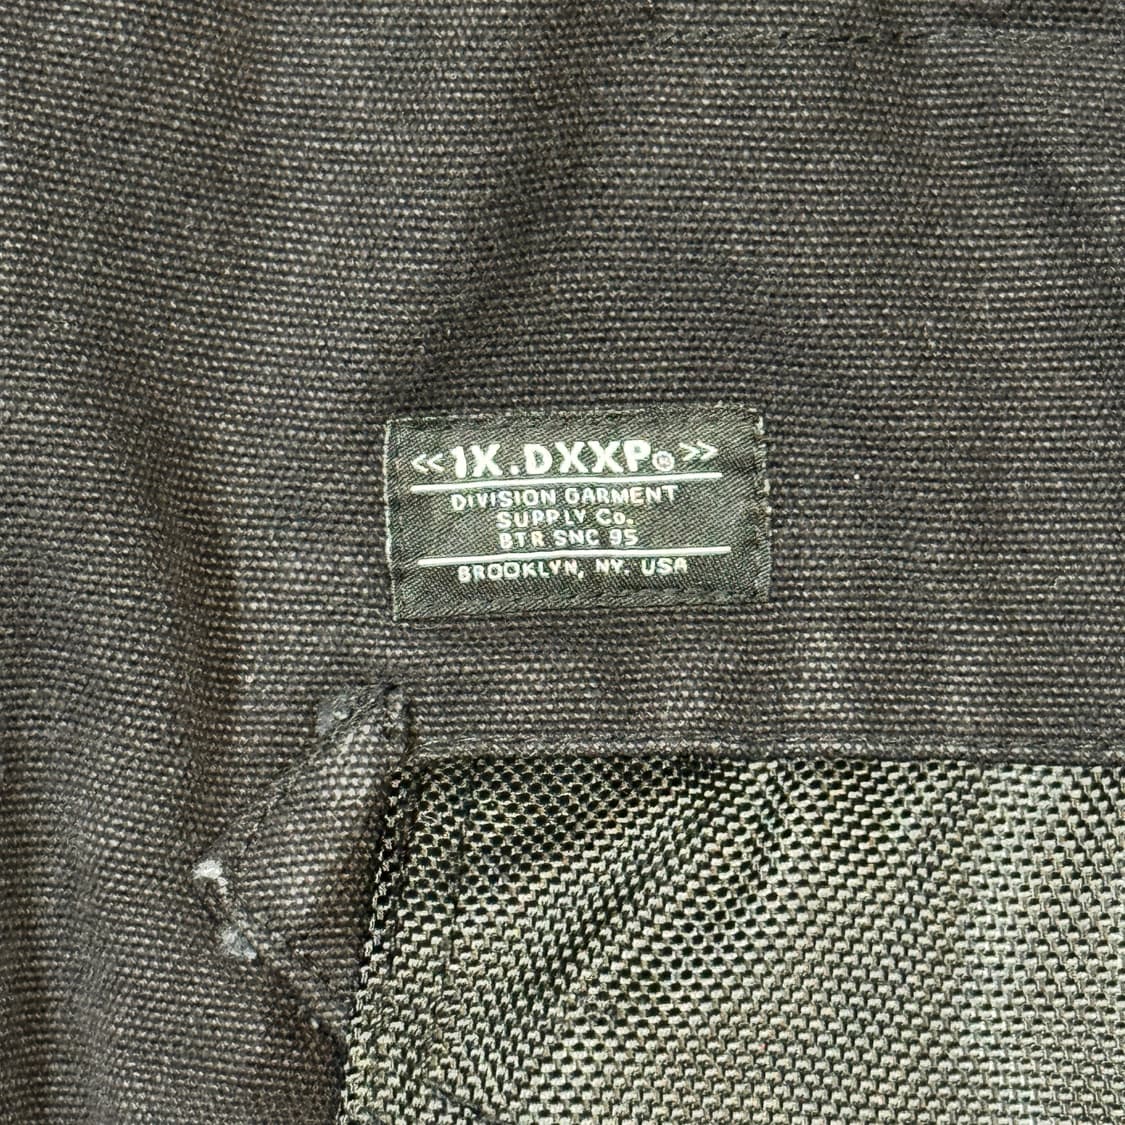 << 1X.DXXP® >>
DIVISION GARMENT
SUPPLY Co.
BTR SNC 95
BROOKLYN, NY. USA